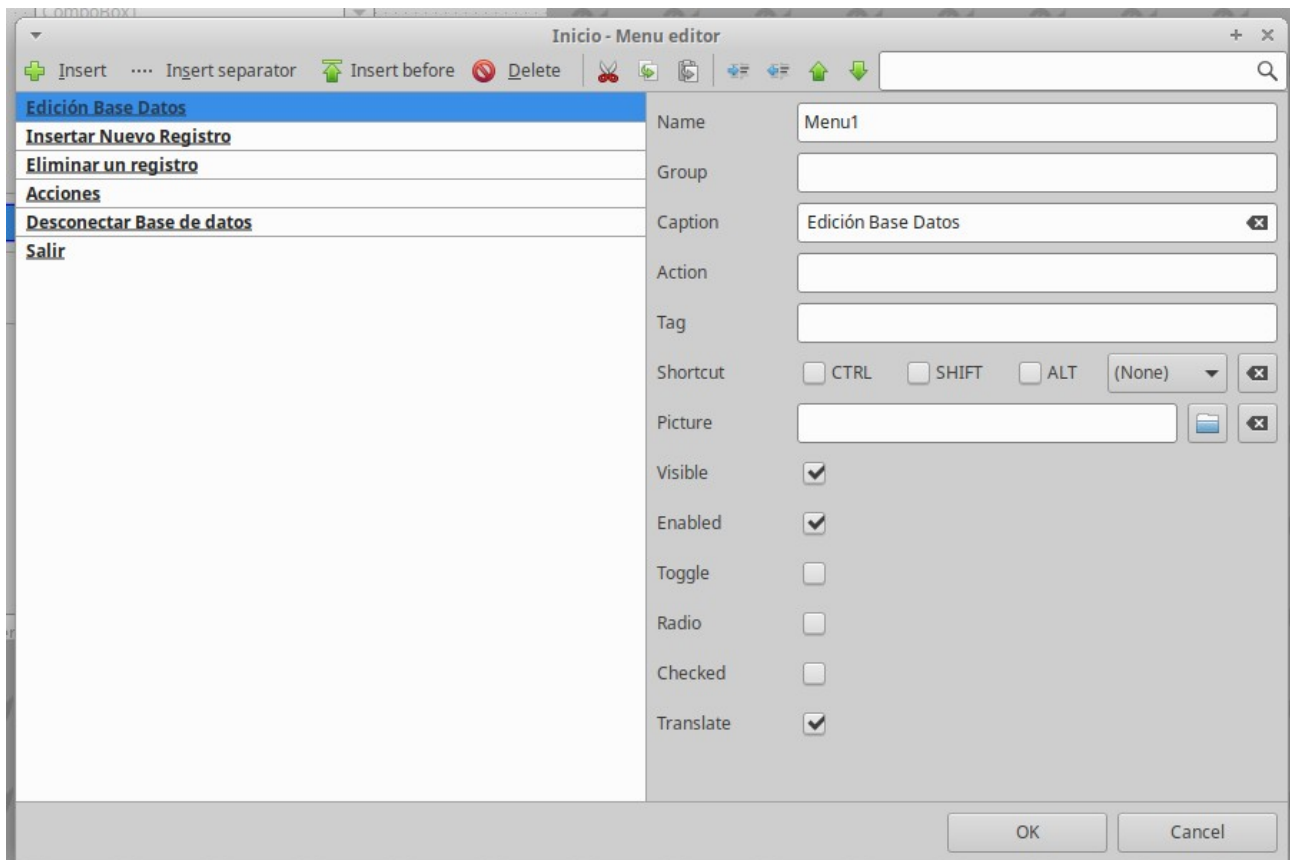 ComboBox1
Inicio - Menu editor
Insert Insert separator Insert before Delete
Edición Base Datos
Insertar Nuevo Registro
Eliminar un registro
Acciones
Desconectar Base de datos
Salir
Name Menu1
Group
Caption Edición Base Datos
Action
Tag
Shortcut CTRL SHIFT ALT (None)
Picture
Visible
Enabled
Toggle
Radio
Checked
Translate
OK Cancel